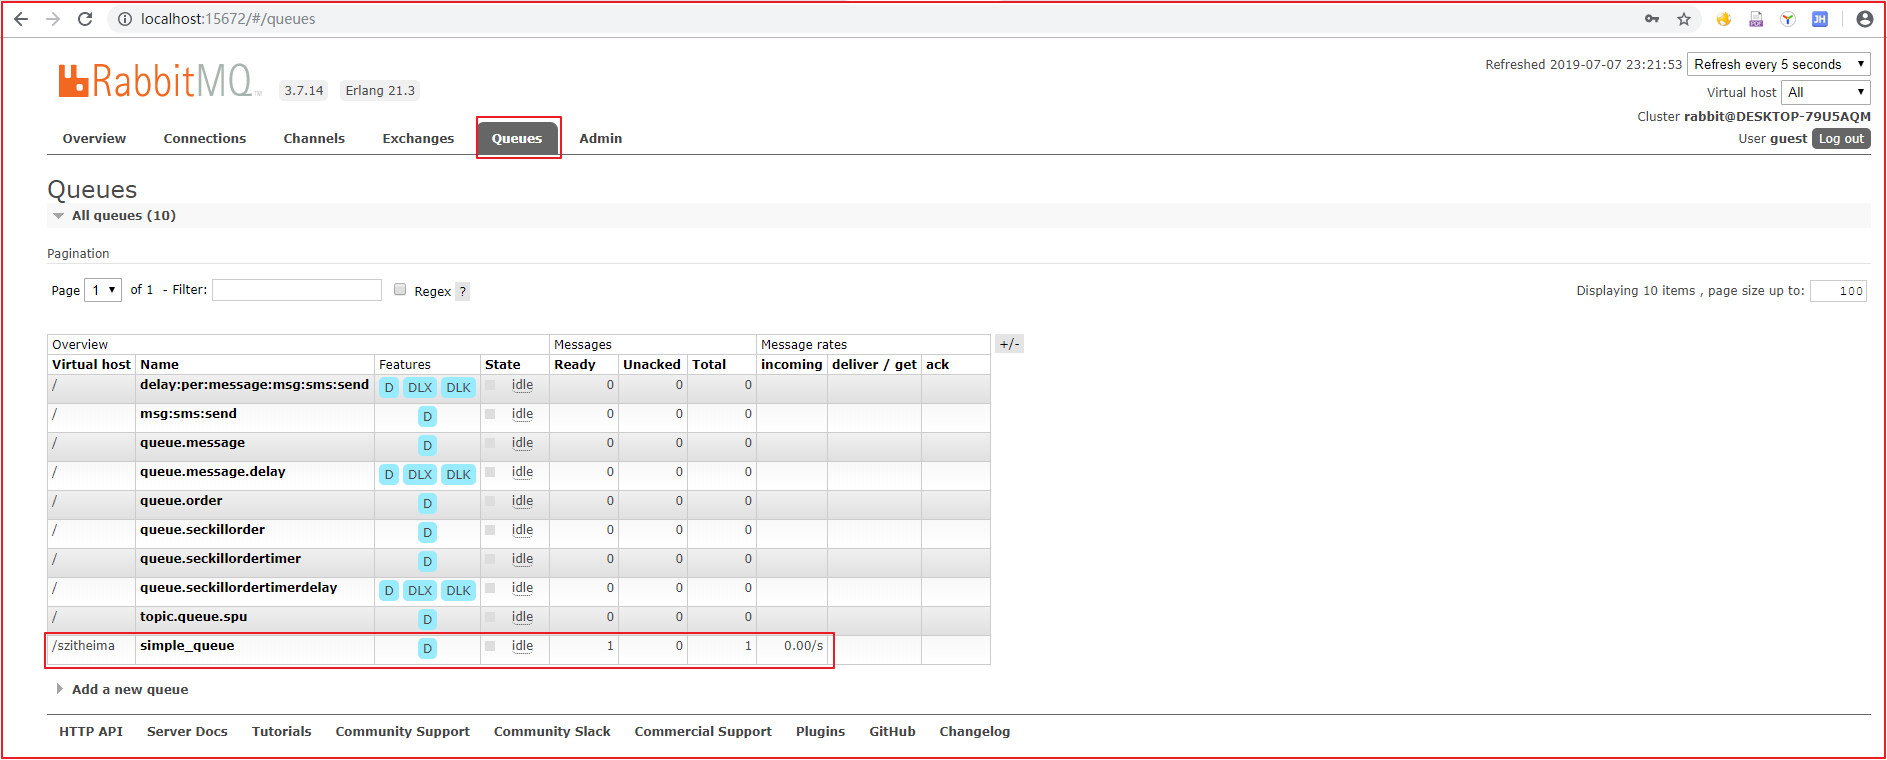 localhost:15672/#/queues
PDF JH
RabbitMQ TM 3.7.14 Erlang 21.3
Refreshed 2019-07-07 23:21:53 Refresh every 5 seconds
Virtual host All
Cluster rabbit@DESKTOP-79U5AQM
User guest Log out
Overview Connections Channels Exchanges Queues Admin
Queues
All queues (10)
Pagination
Page 1 of 1 - Filter: Regex ? Displaying 10 items , page size up to: 100
Overview Messages Message rates +/-
Virtual host Name Features State Ready Unacked Total incoming deliver / get ack
/ delay:per:message:msg:sms:send D DLX DLK idle 0 0 0
/ msg:sms:send D idle 0 0 0
/ queue.message D idle 0 0 0
/ queue.message.delay D DLX DLK idle 0 0 0
/ queue.order D idle 0 0 0
/ queue.seckillorder D idle 0 0 0
/ queue.seckillordertimer D idle 0 0 0
/ queue.seckillordertimerdelay D DLX DLK idle 0 0 0
/ topic.queue.spu D idle 0 0 0
/szitheima simple_queue D idle 1 0 1 0.00/s
Add a new queue
HTTP API Server Docs Tutorials Community Support Community Slack Commercial Support Plugins GitHub Changelog